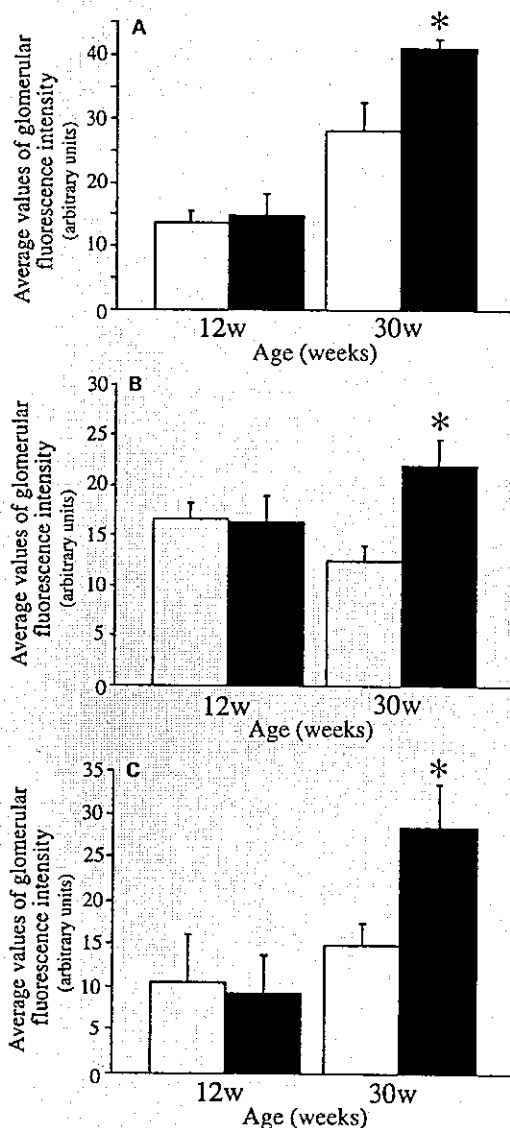 A
Average values of glomerular
fluorescence intensity
(arbitrary units)
40
30
20
10
0
*
12w
30w
Age (weeks)
B
Average values of glomerular
fluorescence intensity
(arbitrary units)
30
25
20
15
10
5
0
*
12w
30w
Age (weeks)
C
Average values of glomerular
fluorescence intensity
(arbitrary units)
35
30
25
20
15
10
5
0
*
12w
30w
Age (weeks)